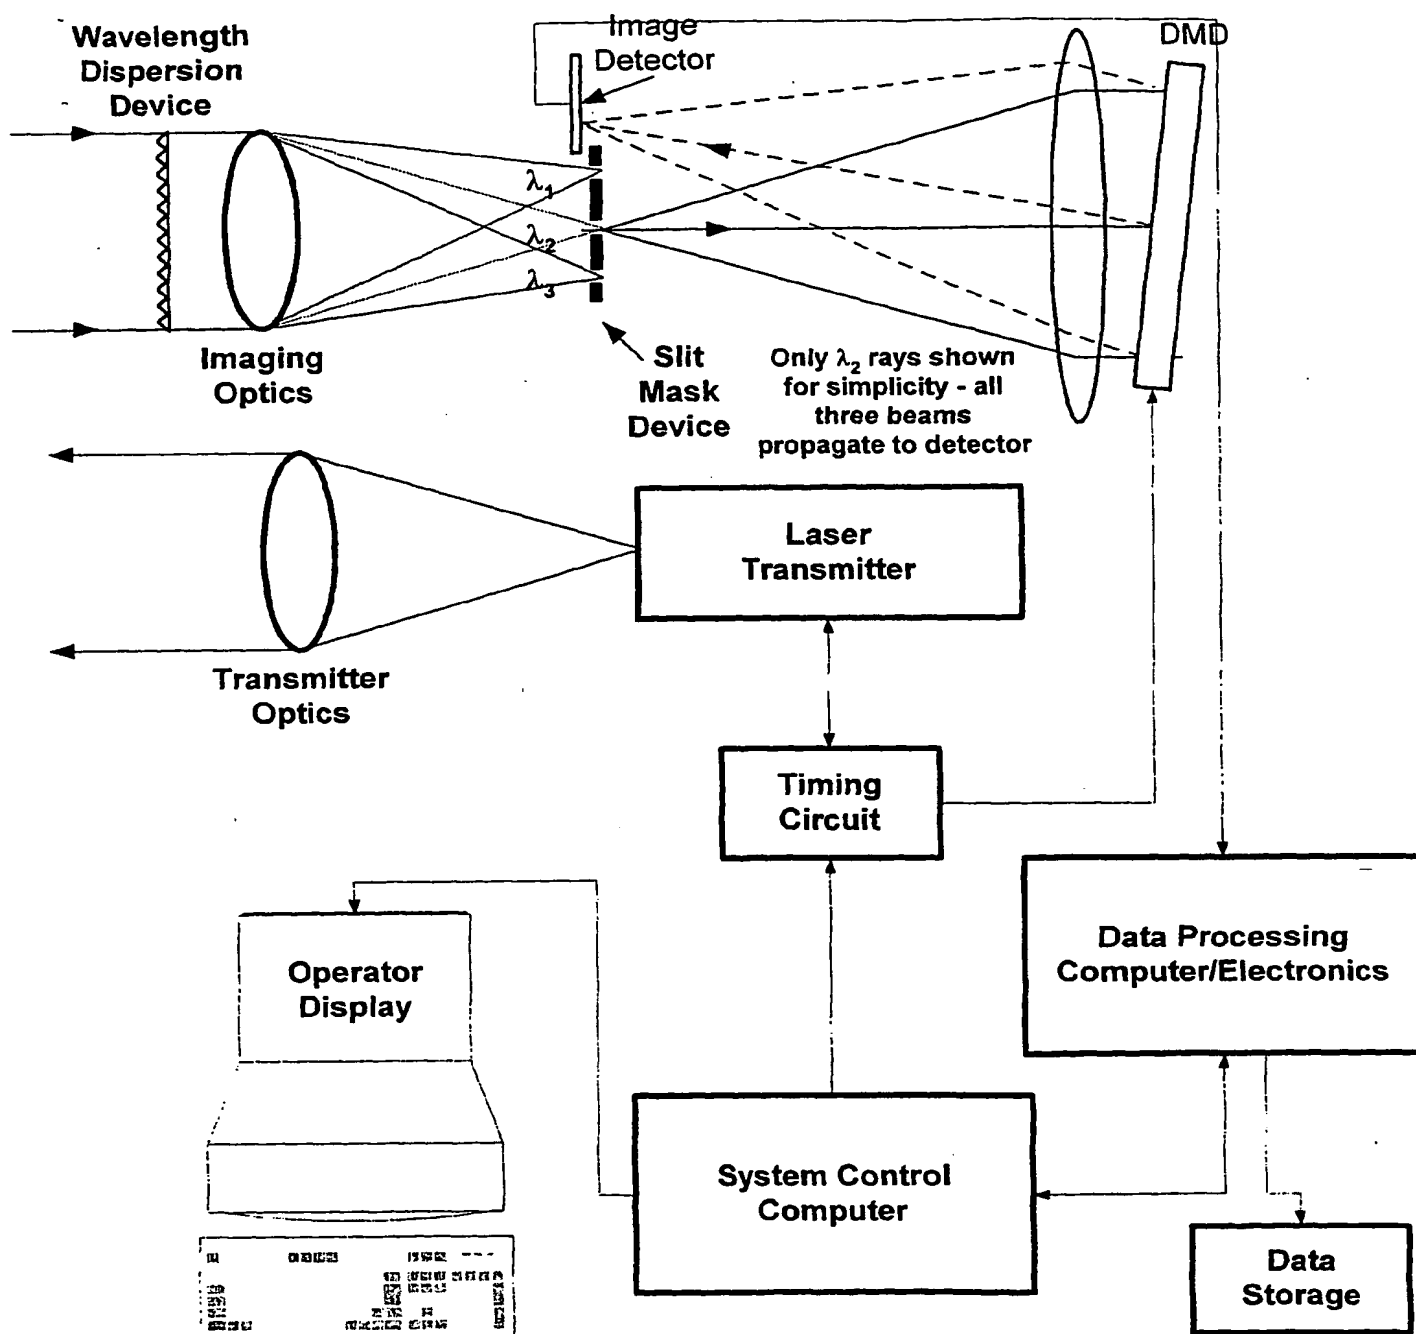 Wavelength
Dispersion
Device
Image
Detector
DMD
λ1
λ2
λ3
Imaging
Optics
Slit
Mask
Device
Only λ2 rays shown
for simplicity - all
three beams
propagate to detector
Laser
Transmitter
Transmitter
Optics
Timing
Circuit
Operator
Display
Data Processing
Computer/Electronics
System Control
Computer
Data
Storage